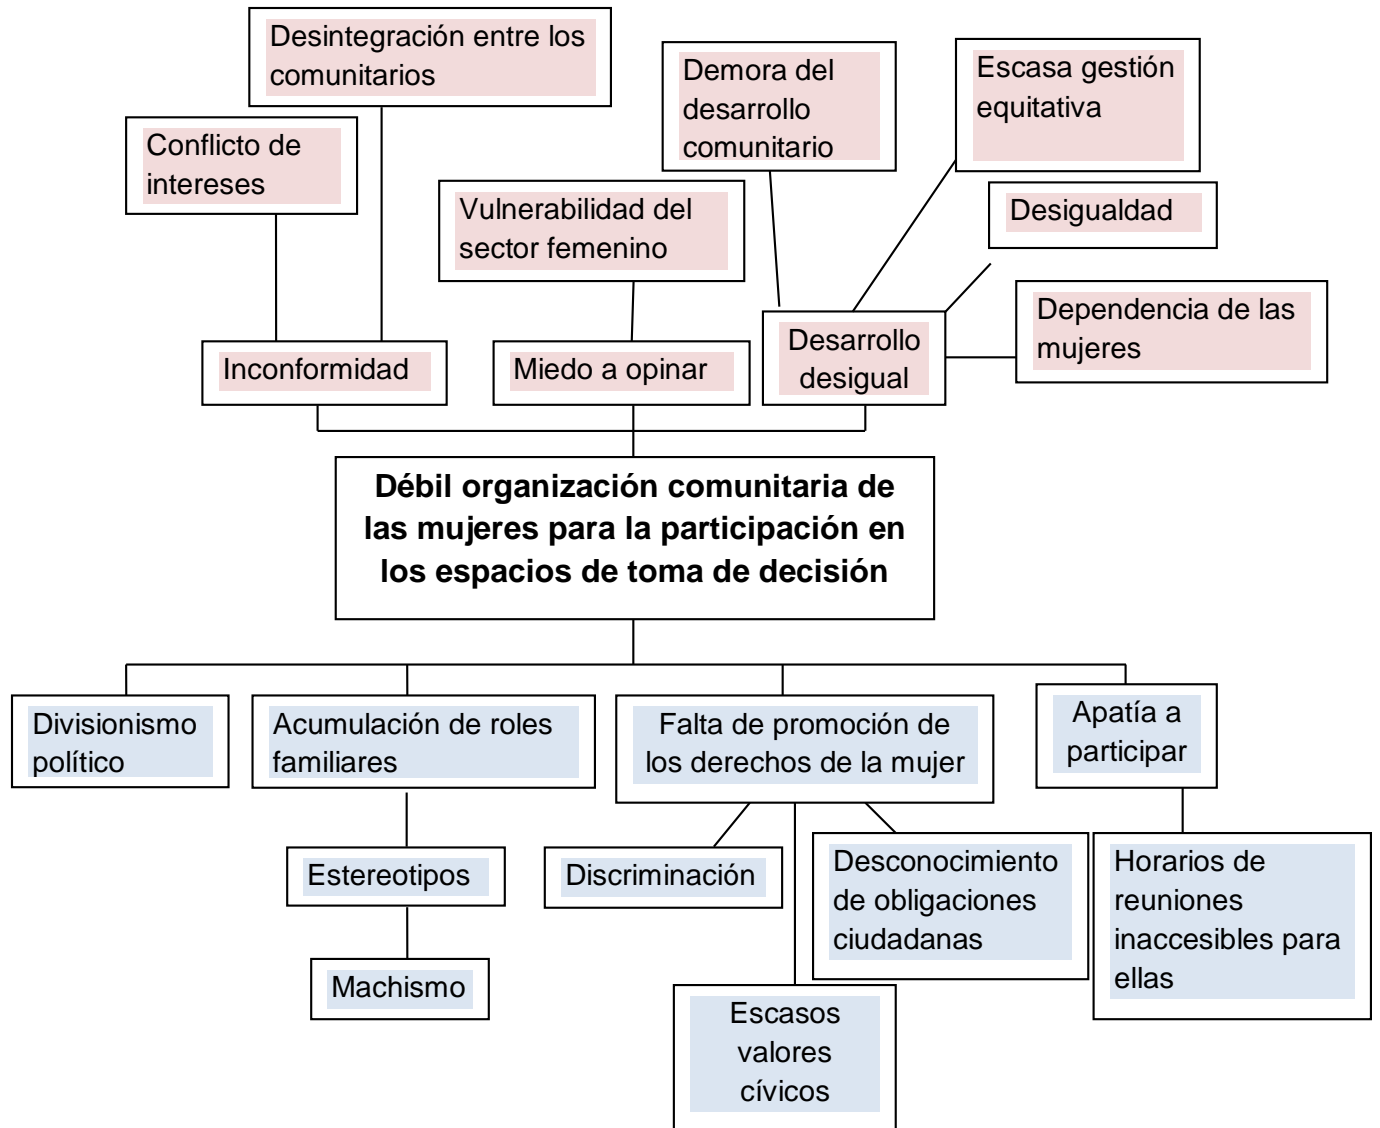 Desintegración entre los
comunitarios
Demora del
desarrollo
comunitario
Escasa gestión
equitativa
Conflicto de
intereses
Vulnerabilidad del
sector femenino
Desigualdad
Dependencia de las
mujeres
Inconformidad
Miedo a opinar
Desarrollo
desigual
Débil organización comunitaria de
las mujeres para la participación en
los espacios de toma de decisión
Divisionismo
político
Acumulación de roles
familiares
Falta de promoción de
los derechos de la mujer
Apatía a
participar
Estereotipos
Discriminación
Desconocimiento
de obligaciones
ciudadanas
Horarios de
reuniones
inaccesibles para
ellas
Machismo
Escasos
valores
cívicos